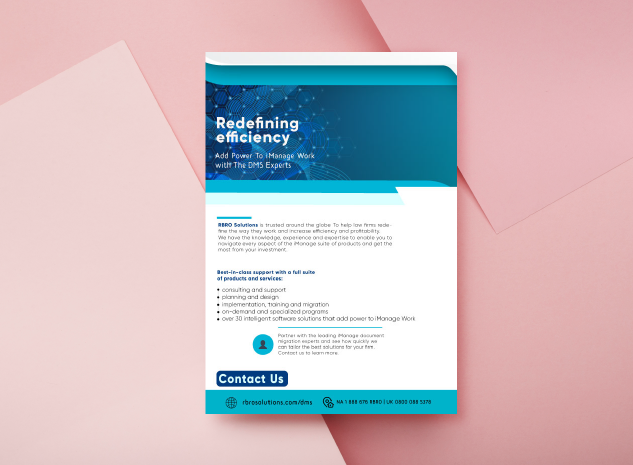 Redefining
efficiency
Add Power To iManage Work
with The DMS Experts
RBRO Solutions is trusted around the globe. To help law firms rede-
fine the way they work and increase efficiency and profitability.
We have the knowledge, experience and expertise to enable you to
navigate every aspect of the iManage suite of products and get the
most from your investment.
Best-in-class support with a full suite
of products and services:
• consulting and support
• planning and design
• implementation, training and migration
• on-demand and specialized programs
• over 30 intelligent software solutions that add power to iManage Work
Partner with the leading iManage document
migration experts and see how quickly we
can tailor the best solutions for your firm.
Contact us to learn more.
Contact Us
rbrosolutions.com/dms
NA 1 888 676 RBRO | UK 0800 088 5378